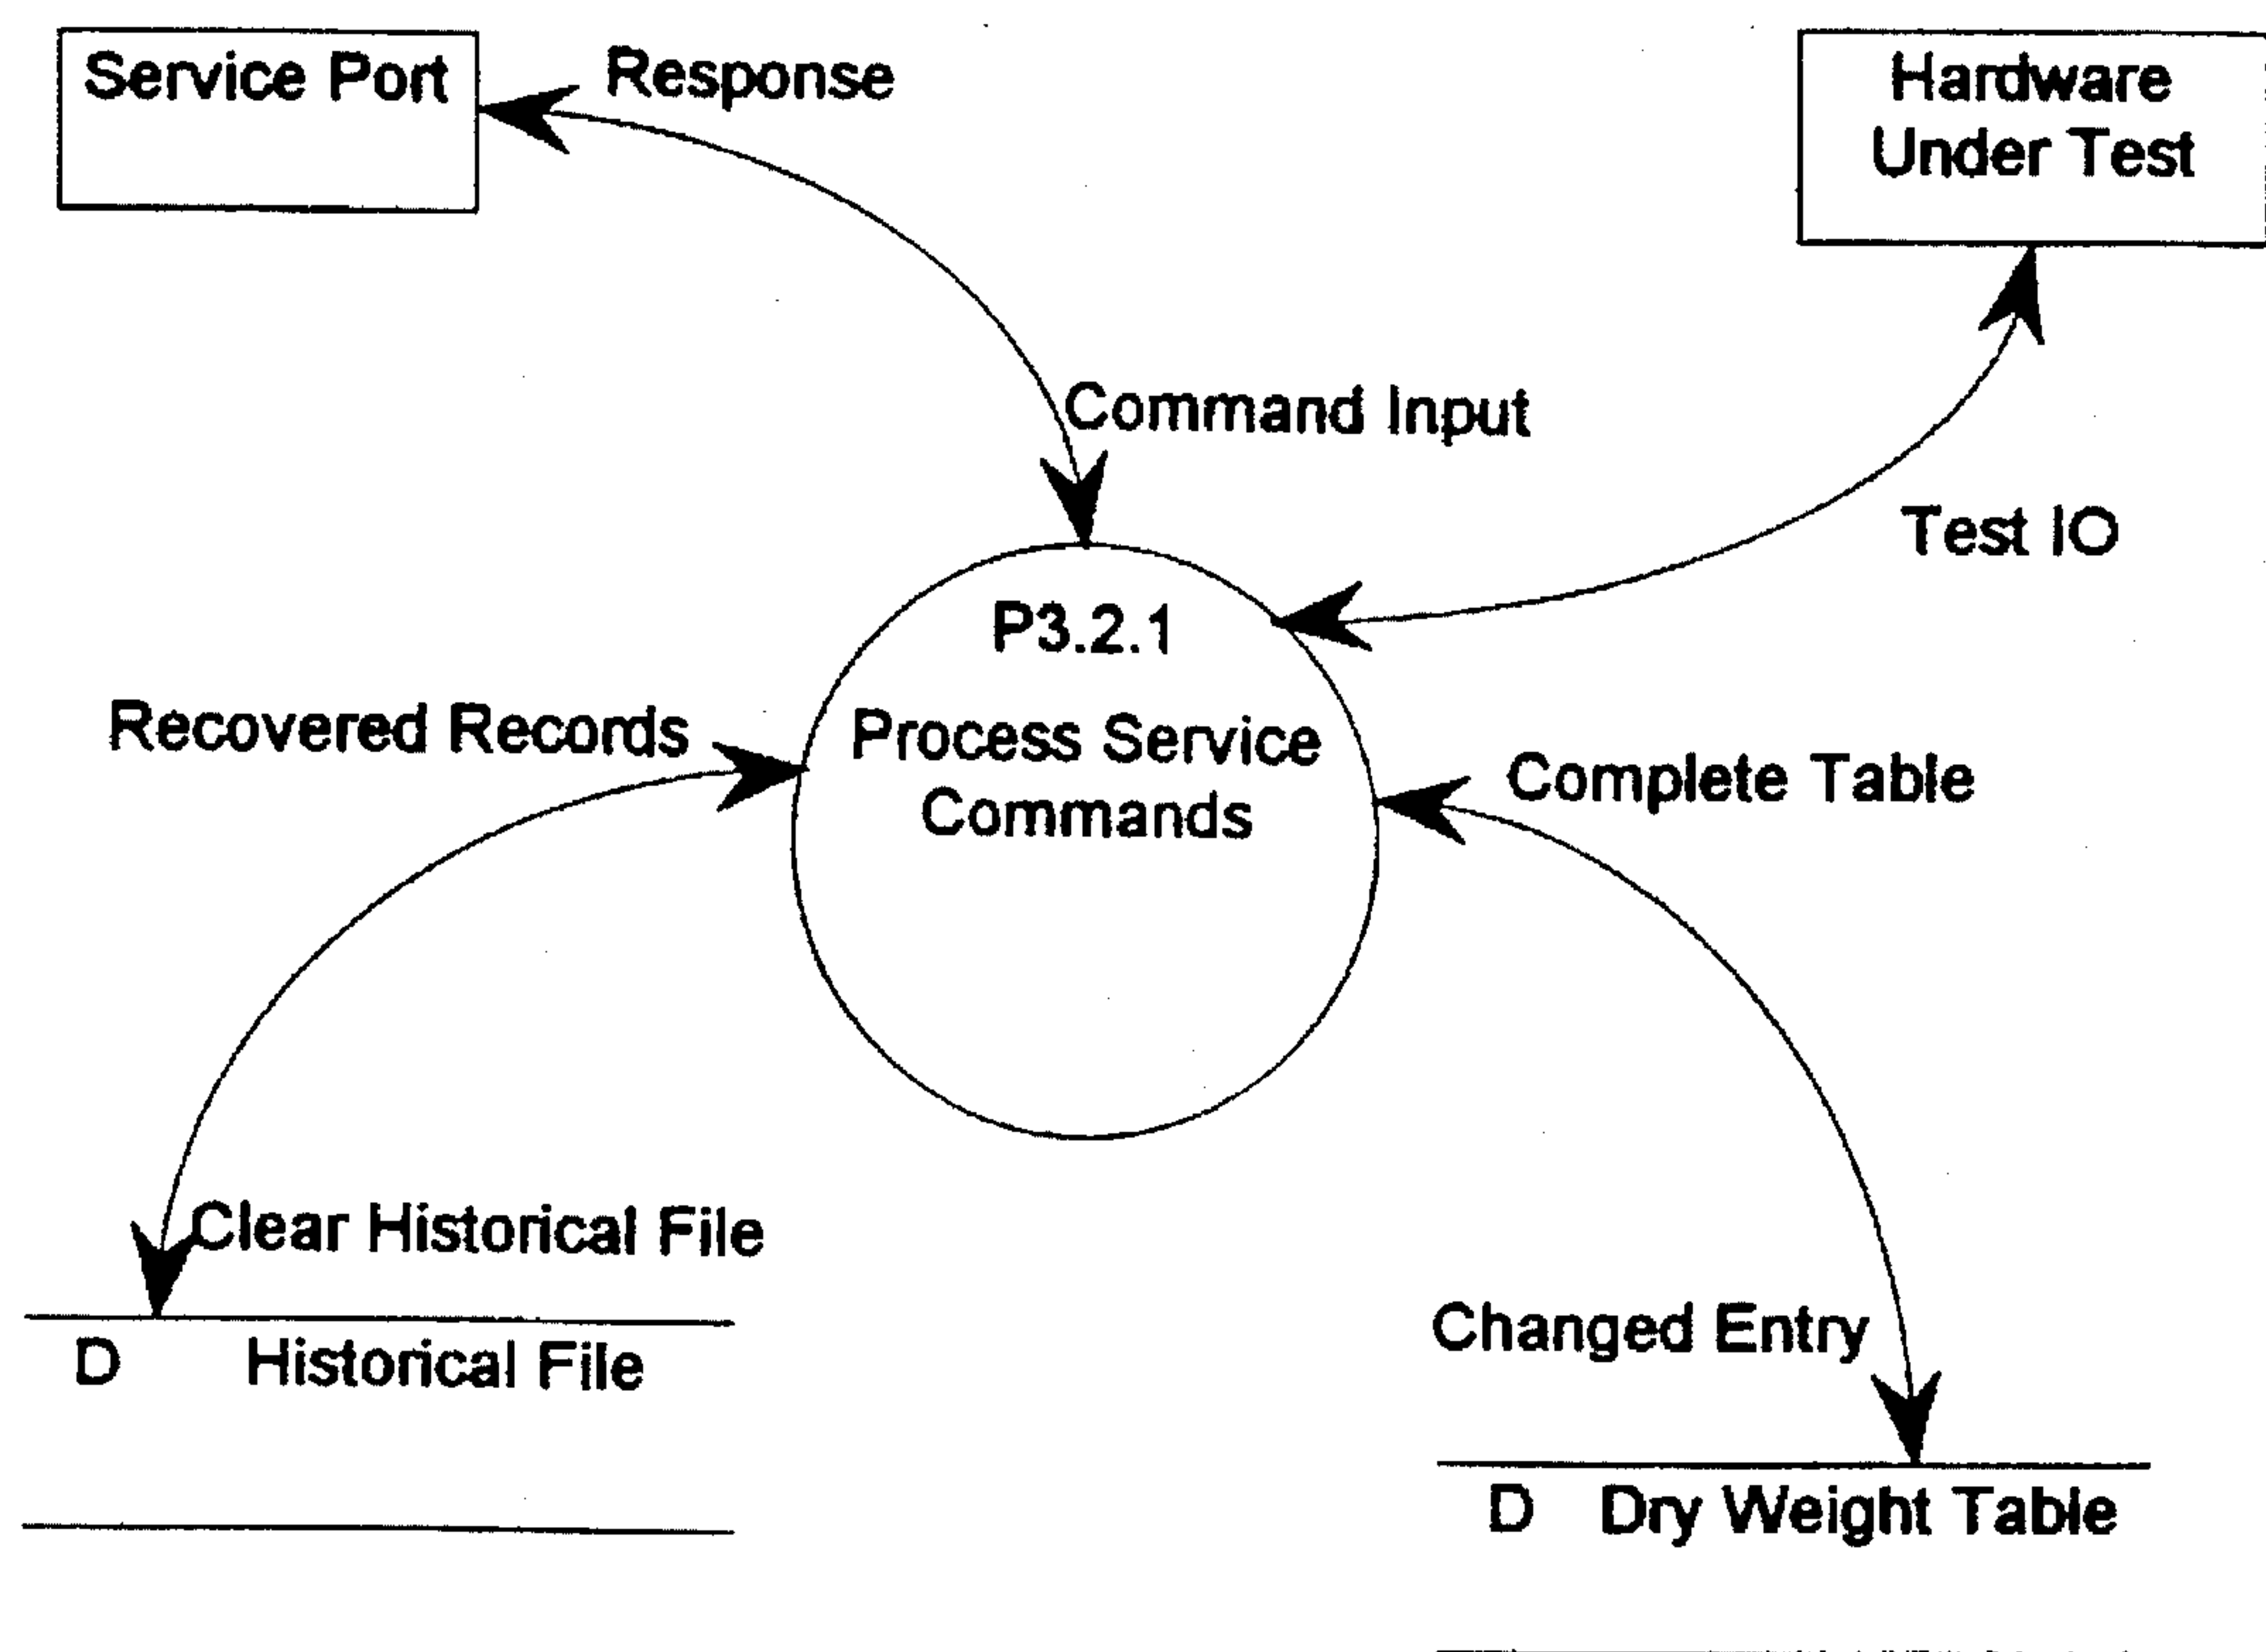 Service Port
Response
Hardware
Under Test
Command Input
Test IO
P3.2.1
Process Service
Commands
Recovered Records
Complete Table
Clear Historical File
Changed Entry
D Historical File
D Dry Weight Table